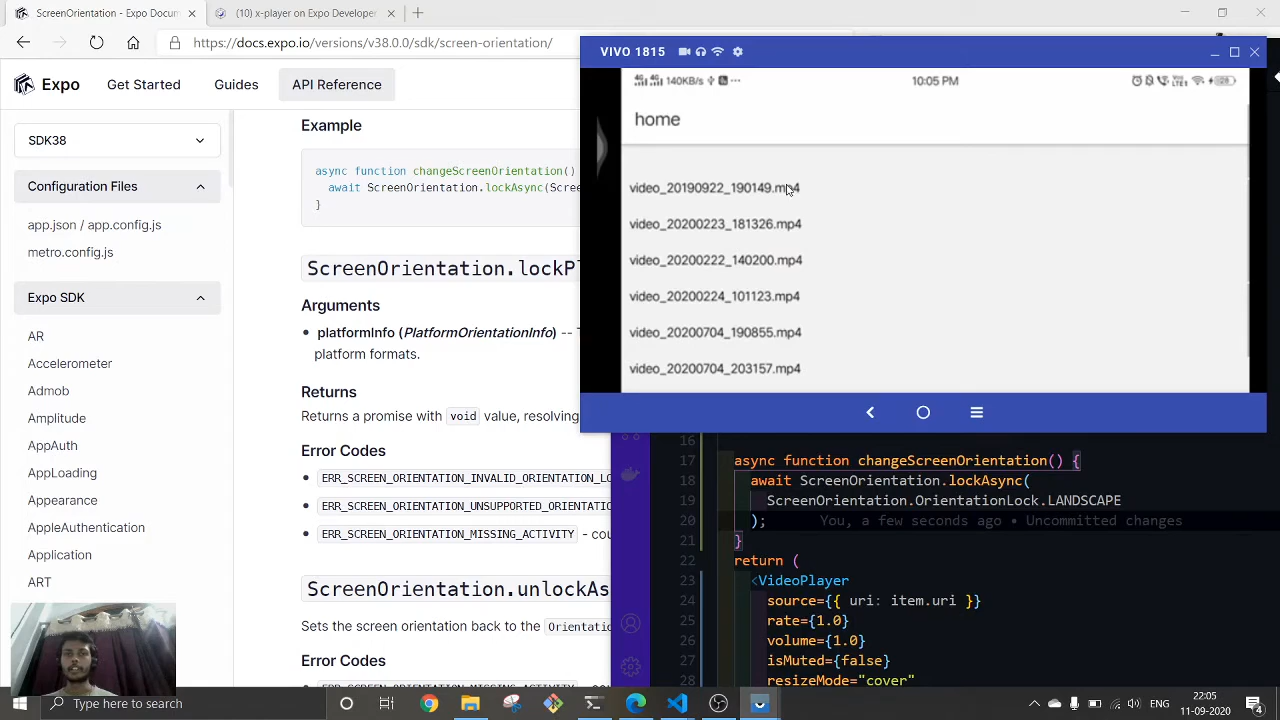 ScreenOrientation - Expo Docum
(10) x-player on Expo Developer
https://docs.expo.io/versions/v38.0.0/sdk/screen-orientation/
Expo
Get Started
Guides
API Reference
SDK38
Configuration Files
app.json / app.config.js
metro.config.js
Expo SDK
AR
Accelerometer
Admob
Amplitude
AppAuth
AppLoading
Appearance
AppleAuthentication
Application
ART
Example
async function changeScreenOrientation()
await ScreenOrientation.lockAsync(Scree
}
ScreenOrientation.lockPl
Arguments
• platformInfo (PlatformOrientationInfo) --
platform formats.
Returns
Returns a promise with void value, resolving
Error Codes
• ERR_SCREEN_ORIENTATION_INVALID_ORIENTATION_LO
• ERR_SCREEN_ORIENTATION_UNSUPPORTED_ORIENTATI
• ERR_SCREEN_ORIENTATION_MISSING_ACTIVITY - cou
ScreenOrientation.unlockAs
Sets the screen orientation back to the Orientatio
Error Codes
VIVO 1815
140KB/s
10:05 PM
home
video_20190922_190149.mp4
video_20200223_181326.mp4
video_20200222_140200.mp4
video_20200224_101123.mp4
video_20200704_190855.mp4
video_20200704_203157.mp4
16
17 async function changeScreenOrientation() {
18 await ScreenOrientation.lockAsync(
19 ScreenOrientation.OrientationLock.LANDSCAPE
20 ); You, a few seconds ago • Uncommitted changes
21 }
22 return (
23 <VideoPlayer
24 source={{ uri: item.uri }}
25 rate={1.0}
26 volume={1.0}
27 isMuted={false}
28 resizeMode="cover"
Type here to search
22:05
11-09-2020
4